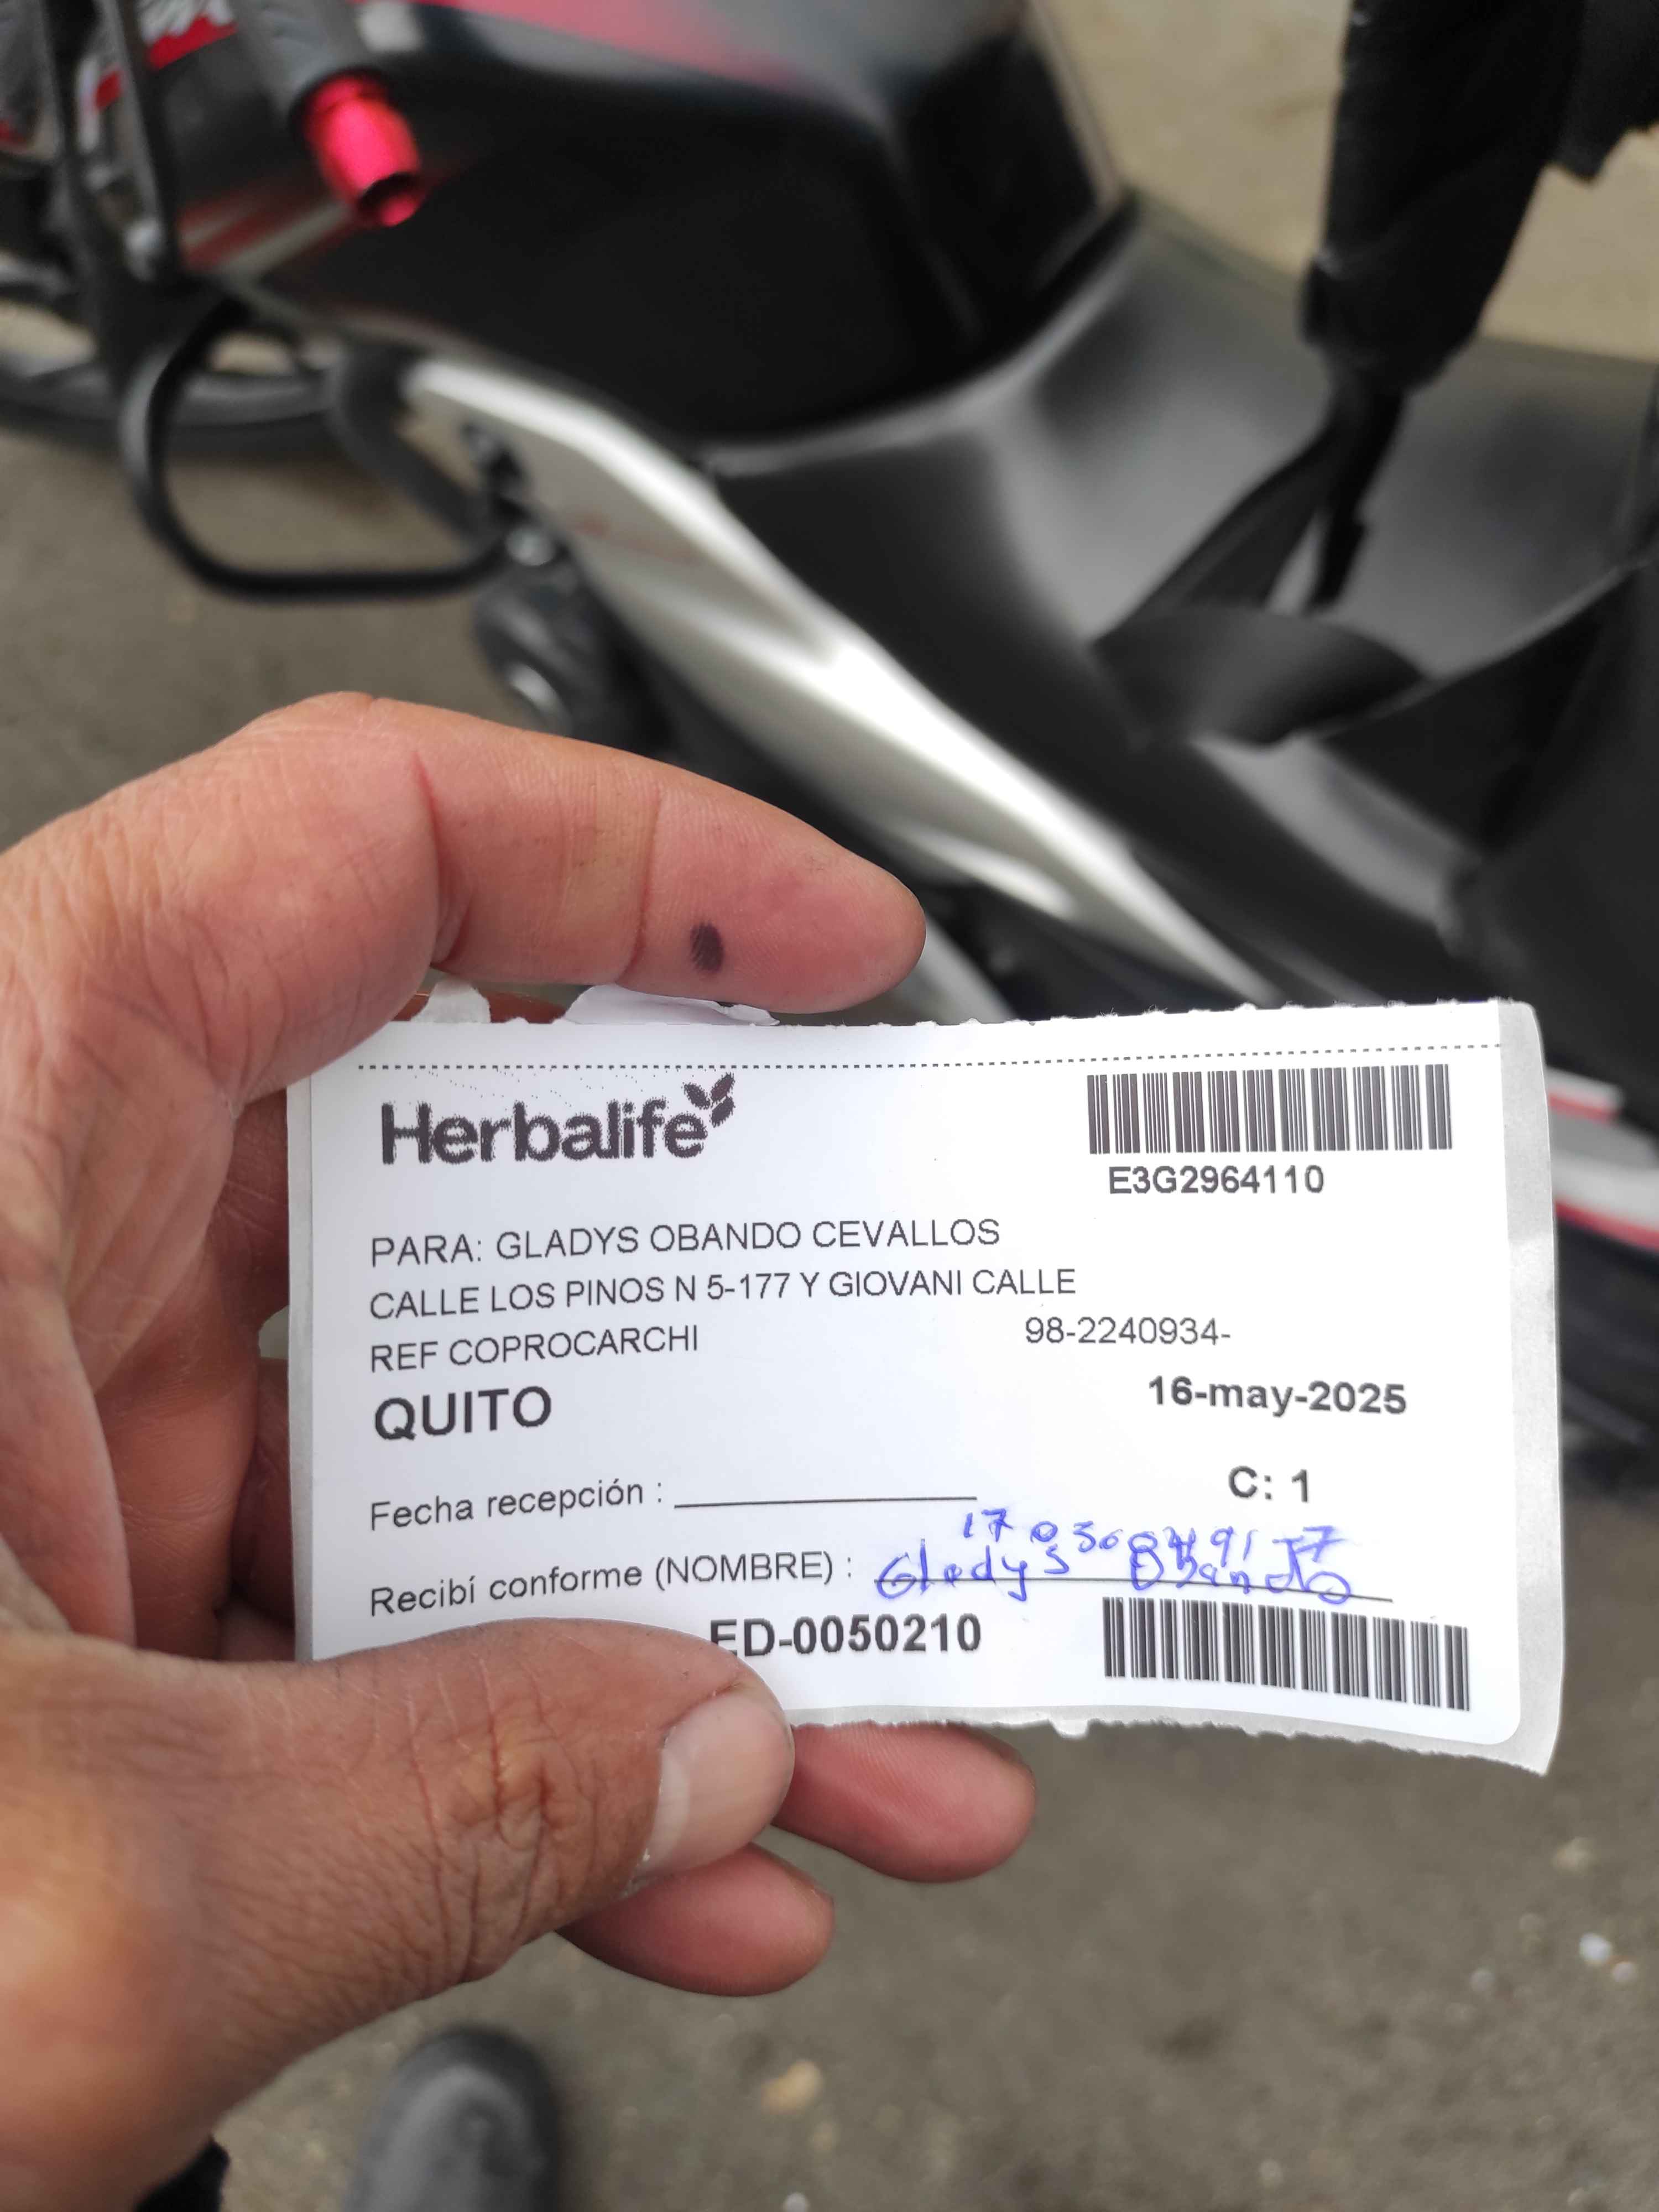 Herbalife
E3G2964110
PARA: GLADYS OBANDO CEVALLOS
CALLE LOS PINOS N 5-177 Y GIOVANI CALLE
REF COPROCARCHI 98-2240934-
QUITO 16-may-2025
Fecha recepción : C: 1
Recibí conforme (NOMBRE) : Gladys Obando
ED-0050210